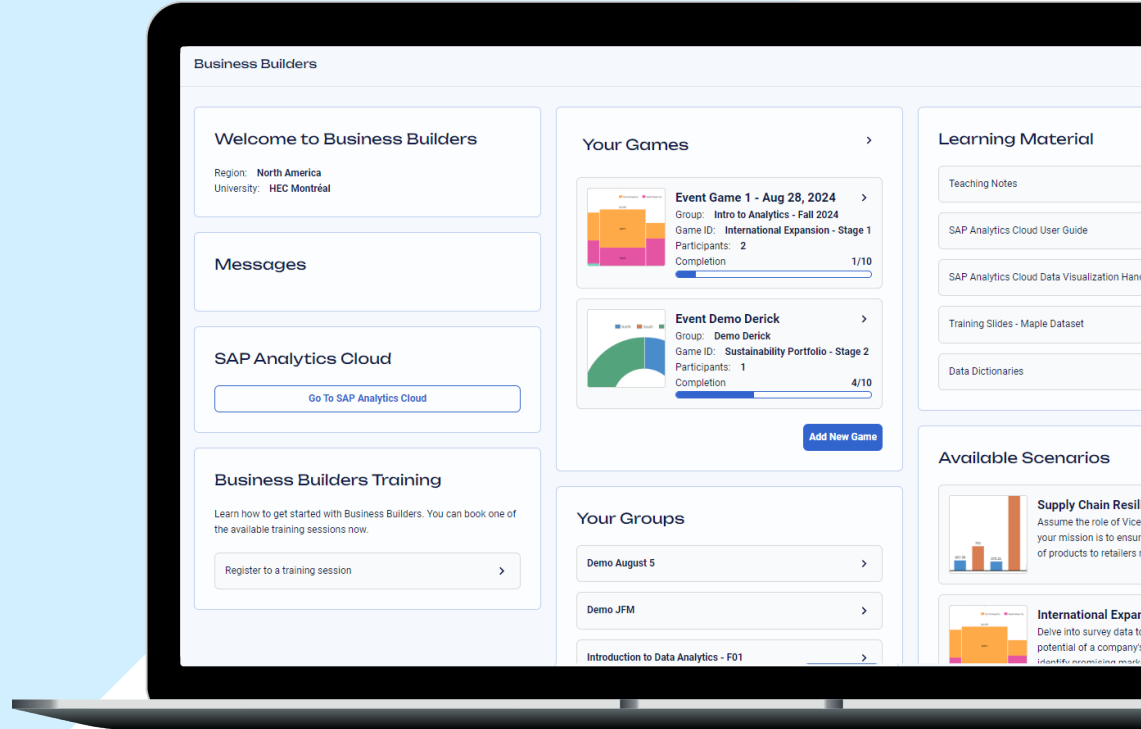 Business Builders
Welcome to Business Builders
Region: North America
University: HEC Montréal
Messages
SAP Analytics Cloud
Go To SAP Analytics Cloud
Business Builders Training
Learn how to get started with Business Builders. You can book one of
the available training sessions now.
Register to a training session
Your Games
Event Game 1 - Aug 28, 2024
Group: Intro to Analytics - Fall 2024
Game ID: International Expansion - Stage 1
Participants: 2
Completion 1/10
Event Demo Derick
Group: Demo Derick
Game ID: Sustainability Portfolio - Stage 2
Participants: 1
Completion 4/10
Add New Game
Your Groups
Demo August 5
Demo JFM
Introduction to Data Analytics - F01
Learning Material
Teaching Notes
SAP Analytics Cloud User Guide
SAP Analytics Cloud Data Visualization Han
Training Slides - Maple Dataset
Data Dictionaries
Available Scenarios
Supply Chain Resil
Assume the role of Vice
your mission is to ensur
of products to retailers
International Expan
Delve into survey data to
potential of a company's
identify promising mark